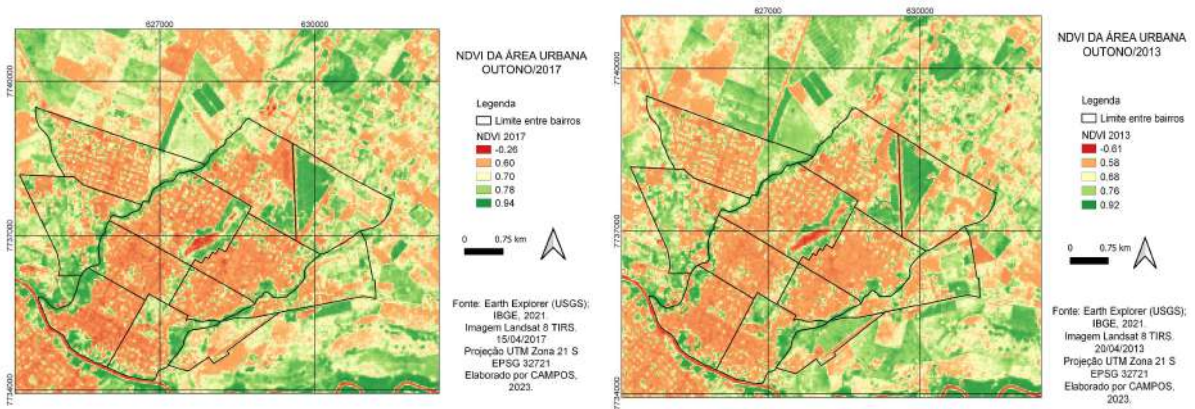 627000 630000
7740000
7737000
7734000
NDVI DA ÁREA URBANA
OUTONO/2017
Legenda
Limite entre bairros
NDVI 2017
-0.26
0.60
0.70
0.78
0.94
0 0.75 km
Fonte: Earth Explorer (USGS);
IBGE, 2021.
Imagem Landsat 8 TIRS.
15/04/2017
Projeção UTM Zona 21 S
EPSG 32721
Elaborado por CAMPOS,
2023.
627000 630000
7740000
7737000
7734000
NDVI DA ÁREA URBANA
OUTONO/2013
Legenda
Limite entre bairros
NDVI 2013
-0.61
0.58
0.68
0.76
0.92
0 0.75 km
Fonte: Earth Explorer (USGS);
IBGE, 2021.
Imagem Landsat 8 TIRS.
20/04/2013
Projeção UTM Zona 21 S
EPSG 32721
Elaborado por CAMPOS,
2023.